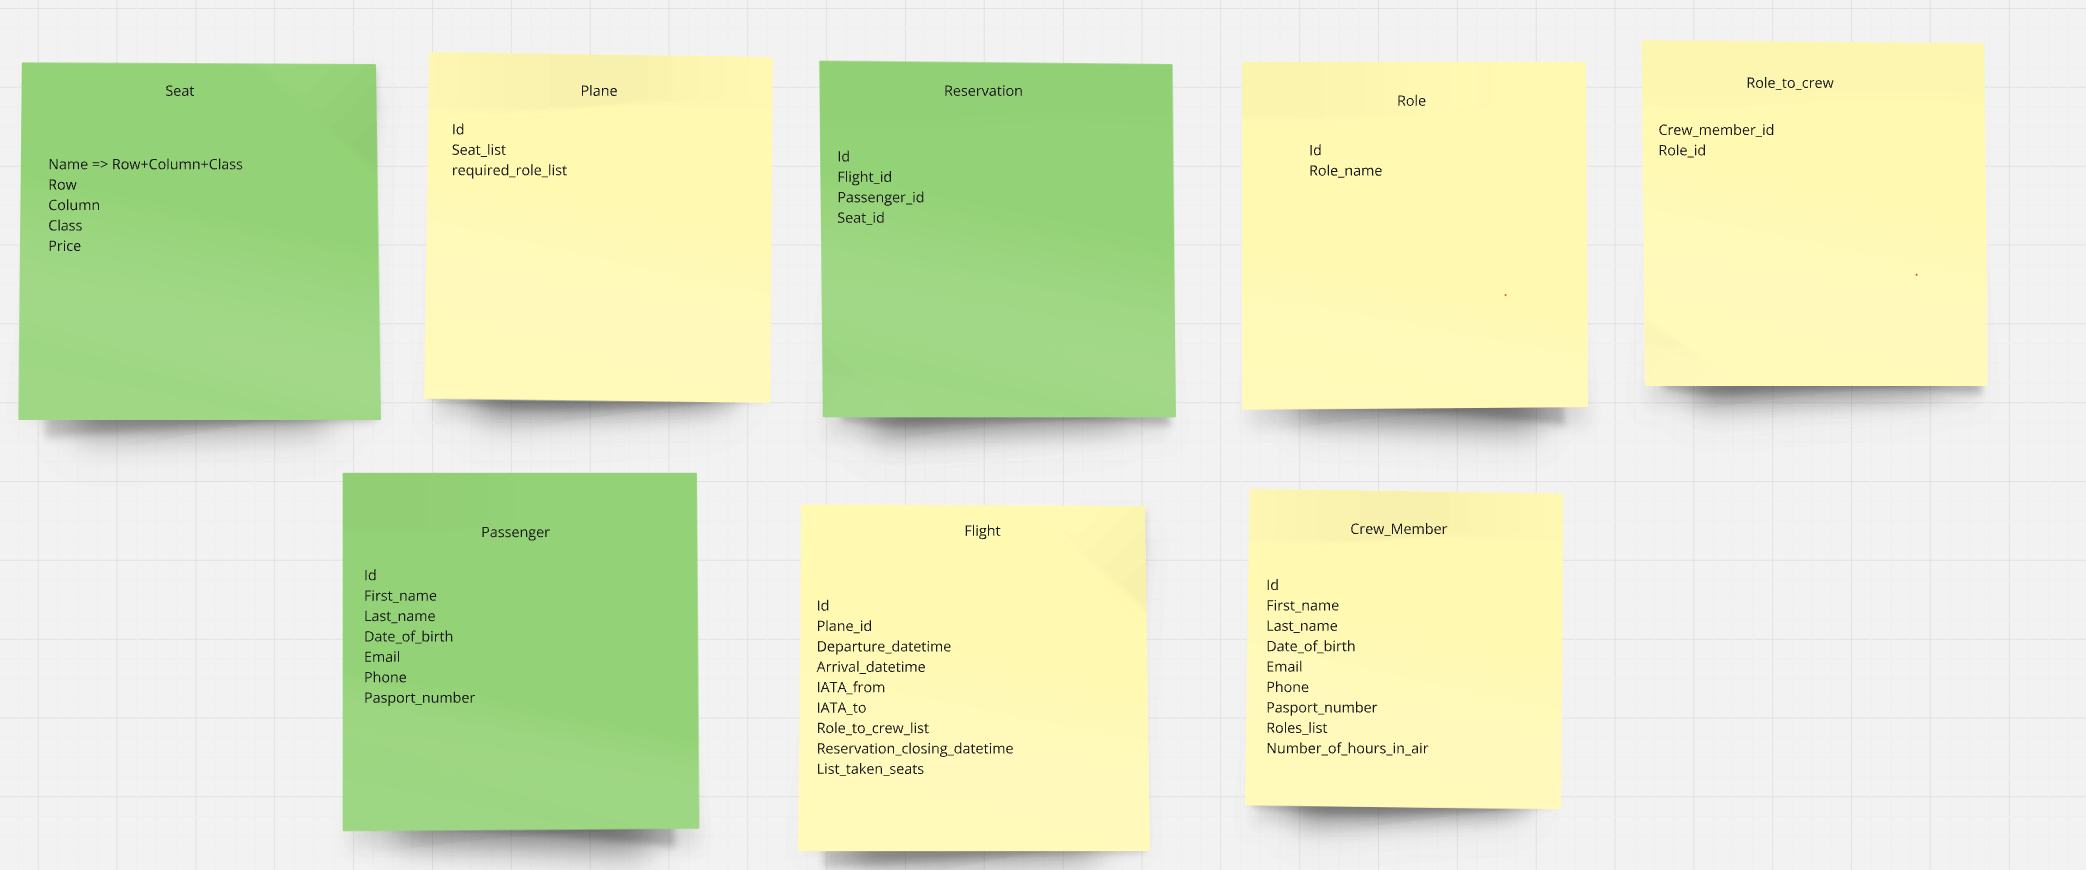 Seat
Name => Row+Column+Class
Row
Column
Class
Price
Plane
Id
Seat_list
required_role_list
Reservation
Id
Flight_id
Passenger_id
Seat_id
Role
Id
Role_name
Role_to_crew
Crew_member_id
Role_id
Passenger
Id
First_name
Last_name
Date_of_birth
Email
Phone
Pasport_number
Flight
Id
Plane_id
Departure_datetime
Arrival_datetime
IATA_from
IATA_to
Role_to_crew_list
Reservation_closing_datetime
List_taken_seats
Crew_Member
Id
First_name
Last_name
Date_of_birth
Email
Phone
Pasport_number
Roles_list
Number_of_hours_in_air